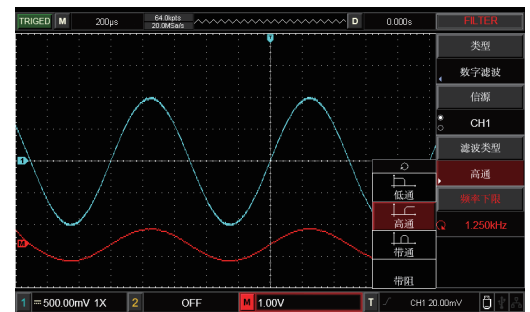 TRIGED M 200μs 64.0kpts 20.0MSa/s D 0.000s FILTER
T
类型
数字滤波
信源
CH1
滤波类型
高通
频率下限
1.250kHz
1
M
低通
高通
带通
带阻
1 500.00mV 1X 2 OFF M 1.00V T CH1 20.00mV